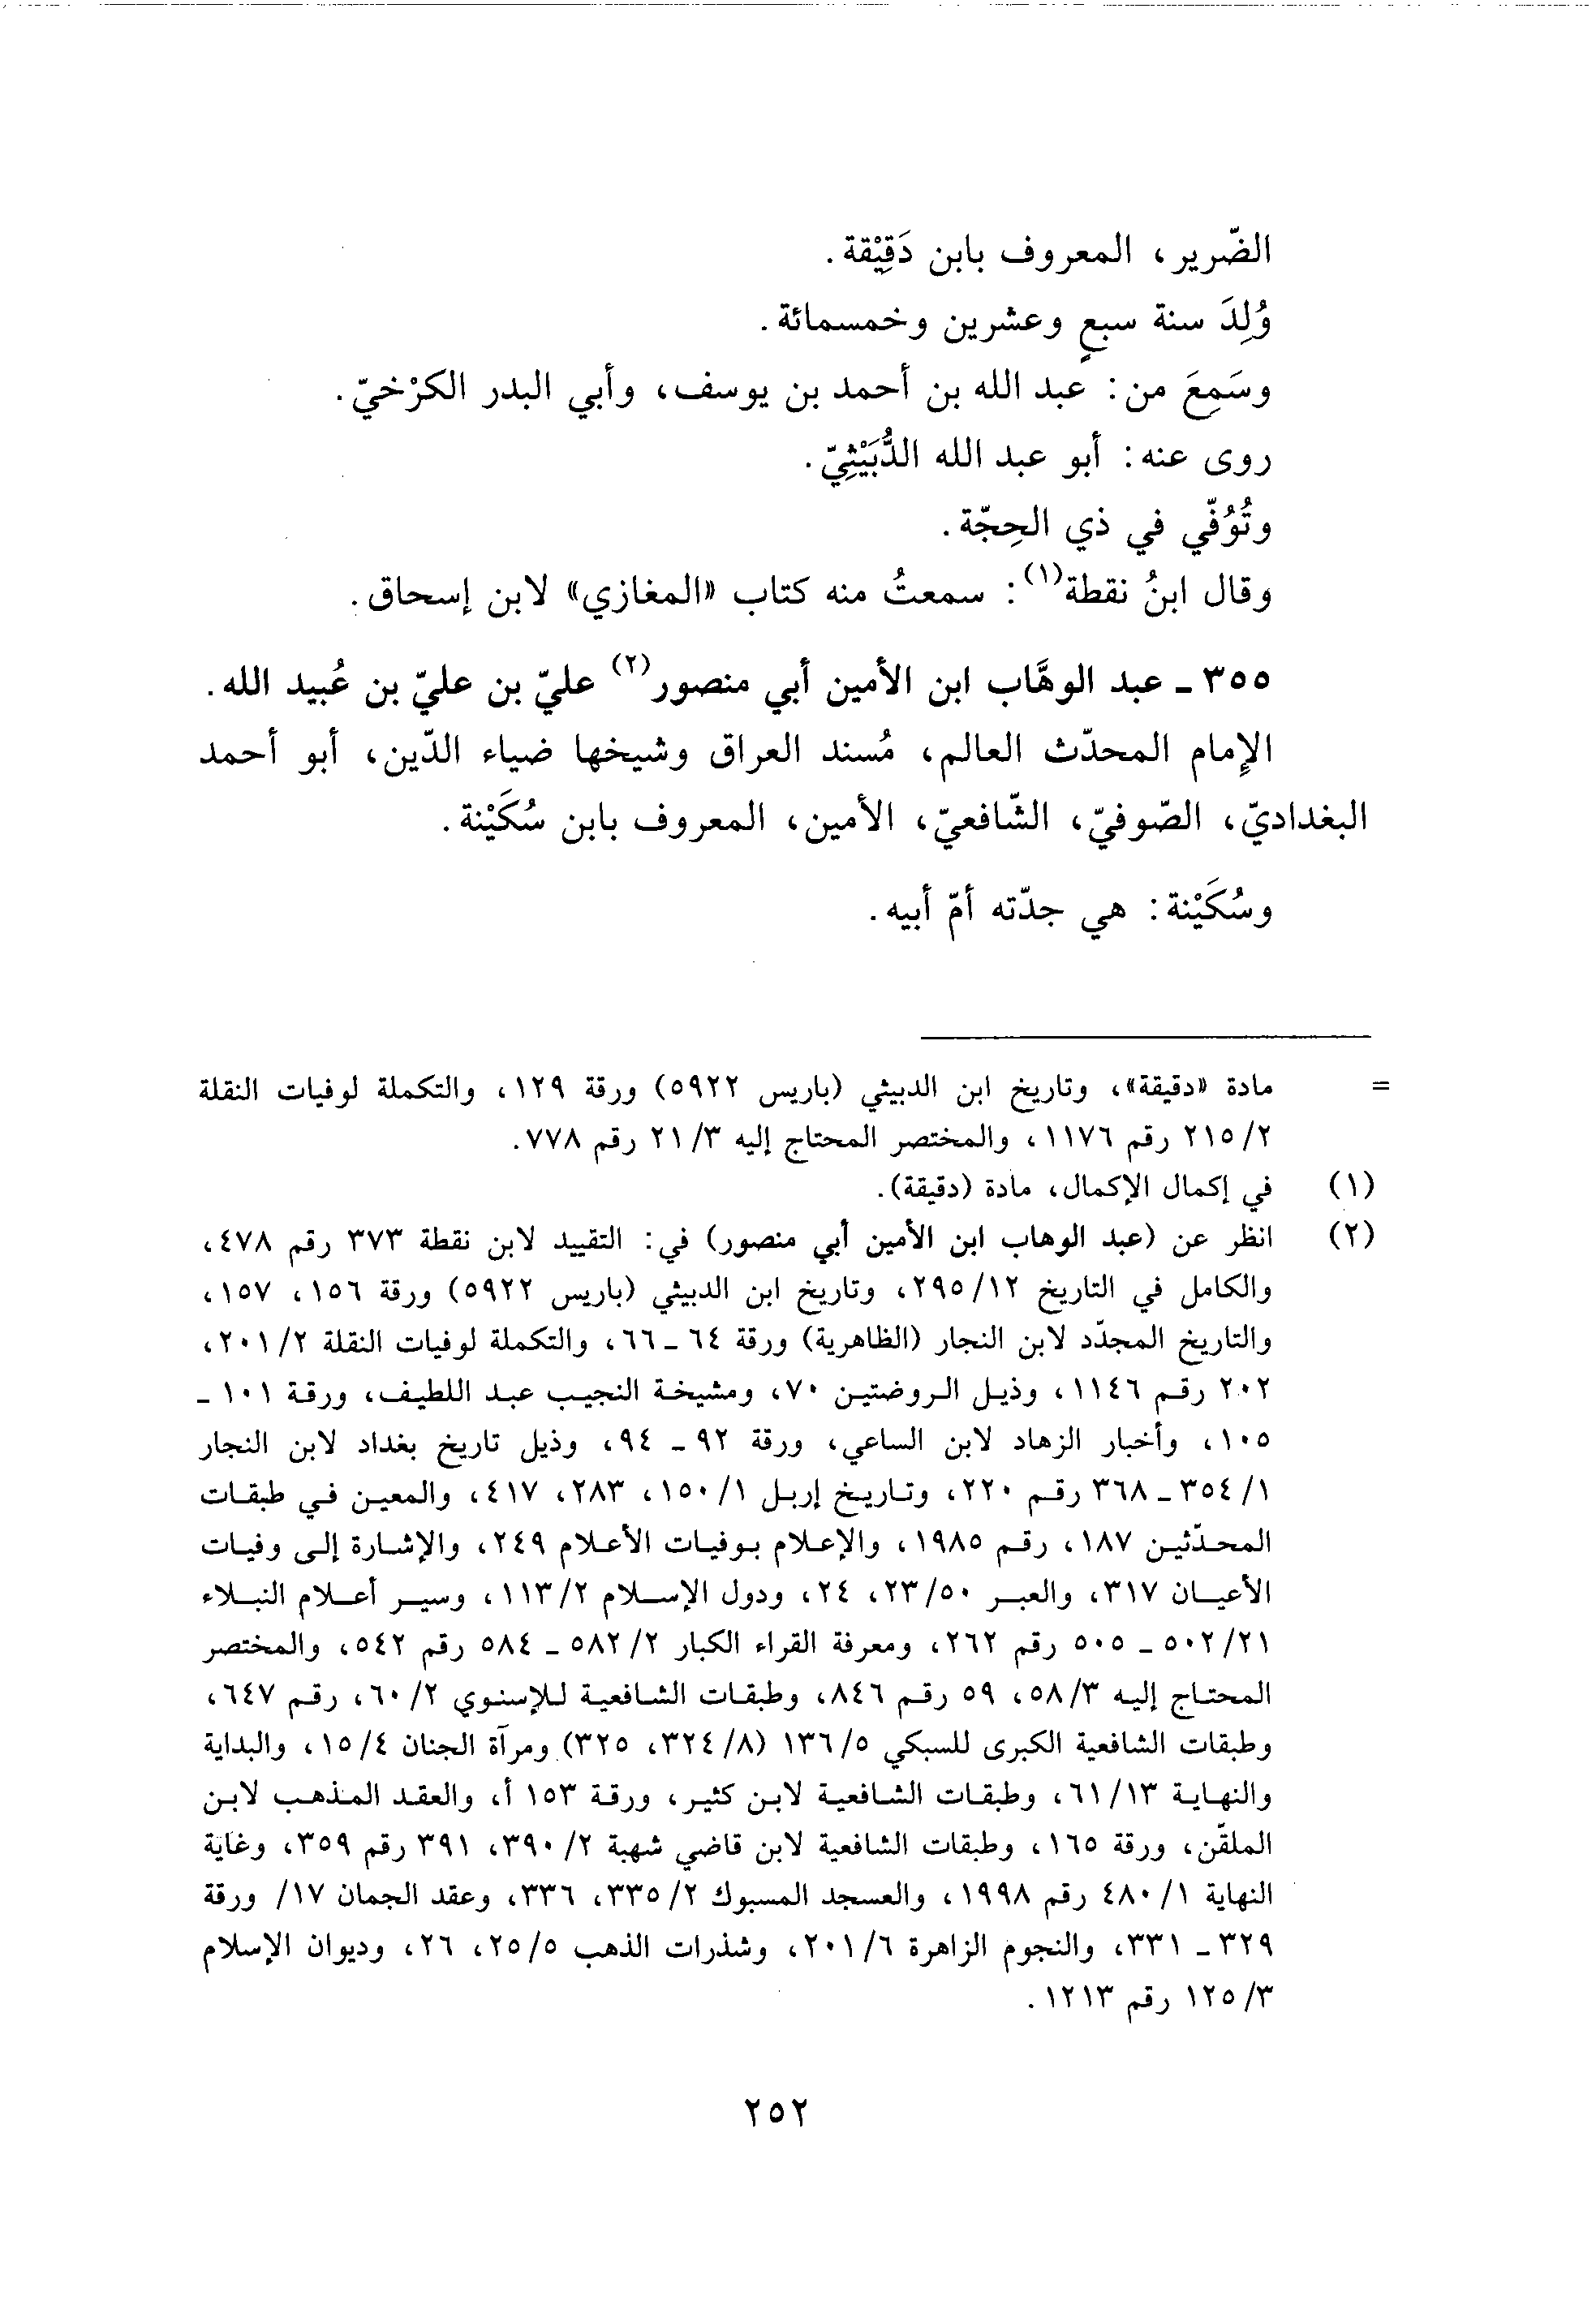 الضّرير، المعروف بابن دَقِيْقة.
وُلِدَ سنة سبعٍ وعشرين وخمسمائة.
وسَمِعَ من: عبد الله بن أحمد بن يوسف، وأبي البدر الكرْخيّ.
روى عنه: أبو عبد الله الدُّبَيْثِيّ.
وتُوُفّي في ذي الحِجّة.
وقال ابنُ نقطة(١): سمعتُ منه كتاب «المغازي» لابن إسحاق.
٣٥٥ ـ عبد الوهَّاب ابن الأمين أبي منصور(٢) عليّ بن عليّ بن عُبيد الله.
الإمام المحدّث العالم، مُسند العراق وشيخها ضياء الدّين، أبو أحمد
البغداديّ، الصّوفيّ، الشّافعيّ، الأمين، المعروف بابن سُكَيْنة.
وسُكَيْنة: هي جدّته أمّ أبيه.
= مادة «دقيقة»، وتاريخ ابن الدبيثي (باريس ٥٩٢٢) ورقة ١٢٩، والتكملة لوفيات النقلة
٢/٢١٥ رقم ١١٧٦، والمختصر المحتاج إليه ٣/٢١ رقم ٧٧٨.
(١) في إكمال الإكمال، مادة (دقيقة).
(٢) انظر عن (عبد الوهاب ابن الأمين أبي منصور) في: التقييد لابن نقطة ٣٧٣ رقم ٤٧٨،
والكامل في التاريخ ١٢/٢٩٥، وتاريخ ابن الدبيثي (باريس ٥٩٢٢) ورقة ١٥٦، ١٥٧،
والتاريخ المجدّد لابن النجار (الظاهرية) ورقة ٦٤ ـ ٦٦، والتكملة لوفيات النقلة ٢/٢٠١،
٢٠٢ رقم ١١٤٦، وذيل الروضتين ٧٠، ومشيخة النجيب عبد اللطيف، ورقة ١٠١ ـ
١٠٥، وأخبار الزهاد لابن الساعي، ورقة ٩٢ ـ ٩٤، وذيل تاريخ بغداد لابن النجار
١/٣٥٤ ـ ٣٦٨ رقم ٢٢٠، وتاريخ إربل ١/١٥٠، ٢٨٣، ٤١٧، والمعين في طبقات
المحدّثين ١٨٧، رقم ١٩٨٥، والإعلام بوفيات الأعلام ٢٤٩، والإشارة إلى وفيات
الأعيان ٣١٧، والعبر ٥٠/٢٣، ٢٤، ودول الإسلام ٢/١١٣، وسير أعلام النبلاء
٢١/٥٠٢ ـ ٥٠٥ رقم ٢٦٢، ومعرفة القراء الكبار ٢/٥٨٢ ـ ٥٨٤ رقم ٥٤٢، والمختصر
المحتاج إليه ٣/٥٨، ٥٩ رقم ٨٤٦، وطبقات الشافعية للإسنوي ٢/٦٠، رقم ٦٤٧،
وطبقات الشافعية الكبرى للسبكي ٥/١٣٦ (٨/٣٢٤، ٣٢٥) ومرآة الجنان ٤/١٥، والبداية
والنهاية ١٣/٦١، وطبقات الشافعية لابن كثير، ورقة ١٥٣ أ، والعقد المذهب لابن
الملقّن، ورقة ١٦٥، وطبقات الشافعية لابن قاضي شهبة ٢/٣٩٠، ٣٩١ رقم ٣٥٩، وغاية
النهاية ١/٤٨٠ رقم ١٩٩٨، والعسجد المسبوك ٢/٣٣٥، ٣٣٦، وعقد الجمان ١٧/ ورقة
٣٢٩ ـ ٣٣١، والنجوم الزاهرة ٦/٢٠١، وشذرات الذهب ٥/٢٥، ٢٦، وديوان الإسلام
٣/١٢٥ رقم ١٢١٣.
٢٥٢